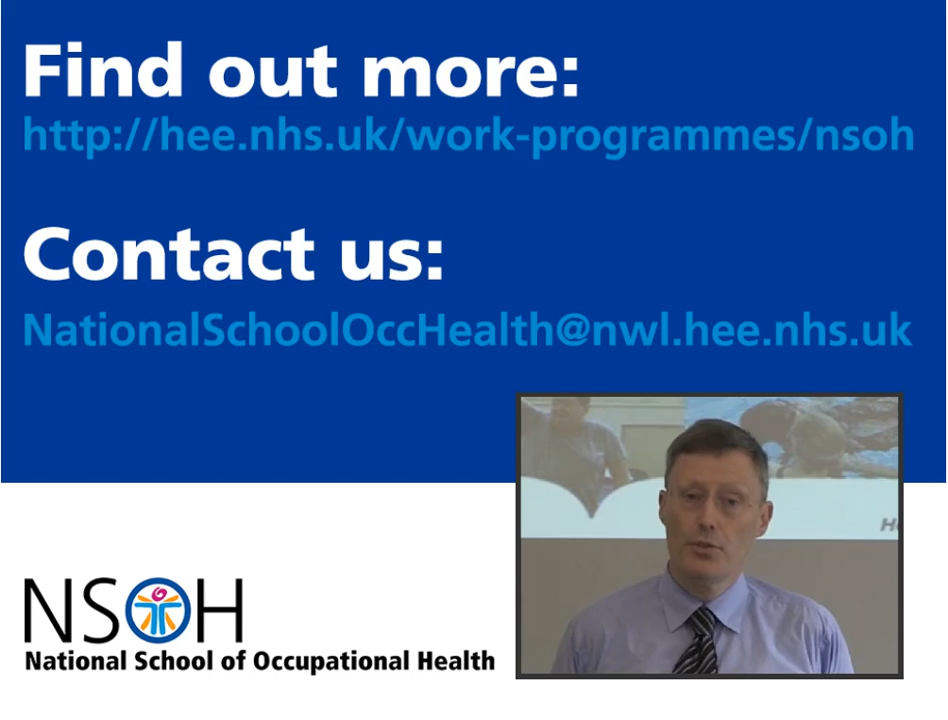 Find out more:
http://hee.nhs.uk/work-programmes/nsoh
Contact us:
NationalSchoolOccHealth@nwl.hee.nhs.uk
NSOH
National School of Occupational Health